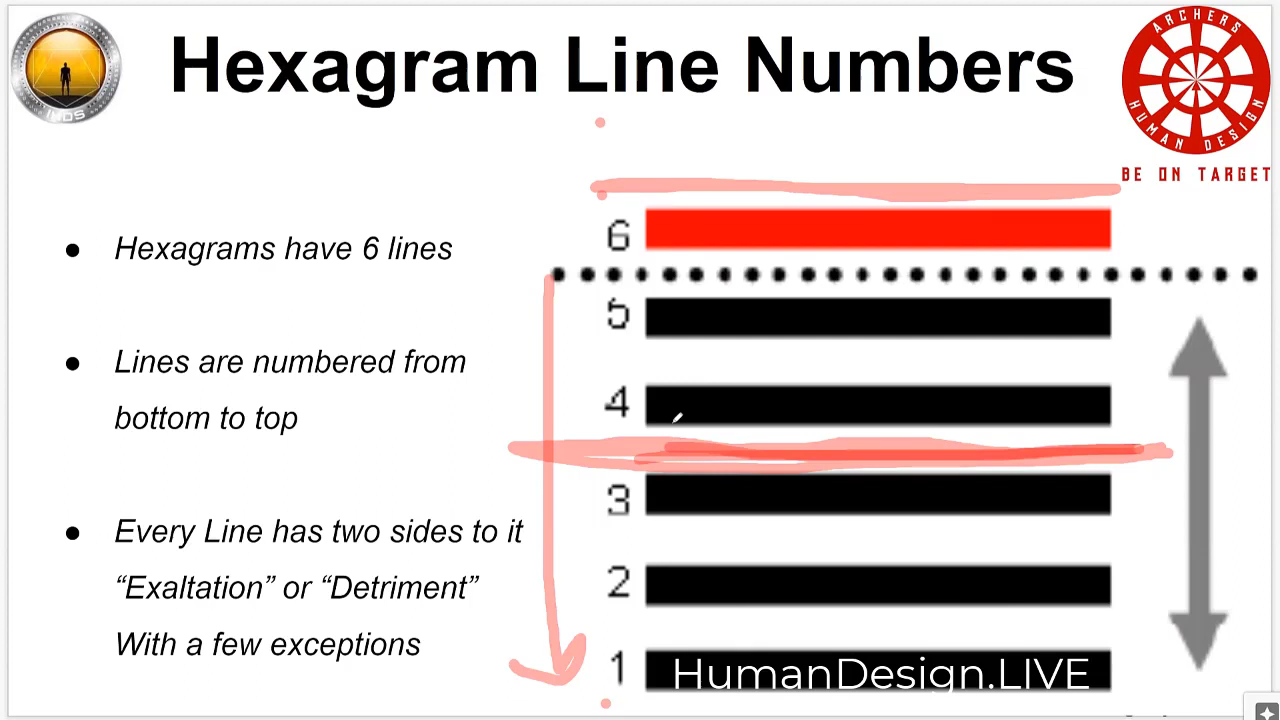 Hexagram Line Numbers
IHDS
ARCHERS
HUMAN DESIGN
BE ON TARGET
● Hexagrams have 6 lines
● Lines are numbered from
bottom to top
● Every Line has two sides to it
“Exaltation” or “Detriment”
With a few exceptions
6
5
4
3
2
1
HumanDesign.LIVE